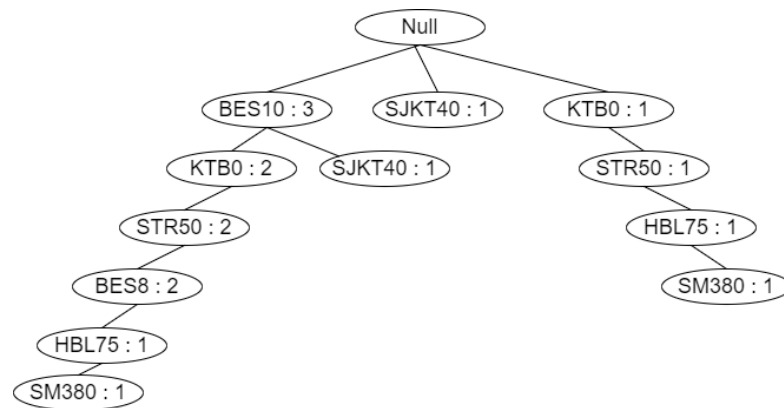 Null
BES10 : 3
SJKT40 : 1
KTB0 : 1
KTB0 : 2
SJKT40 : 1
STR50 : 1
STR50 : 2
HBL75 : 1
BES8 : 2
SM380 : 1
HBL75 : 1
SM380 : 1